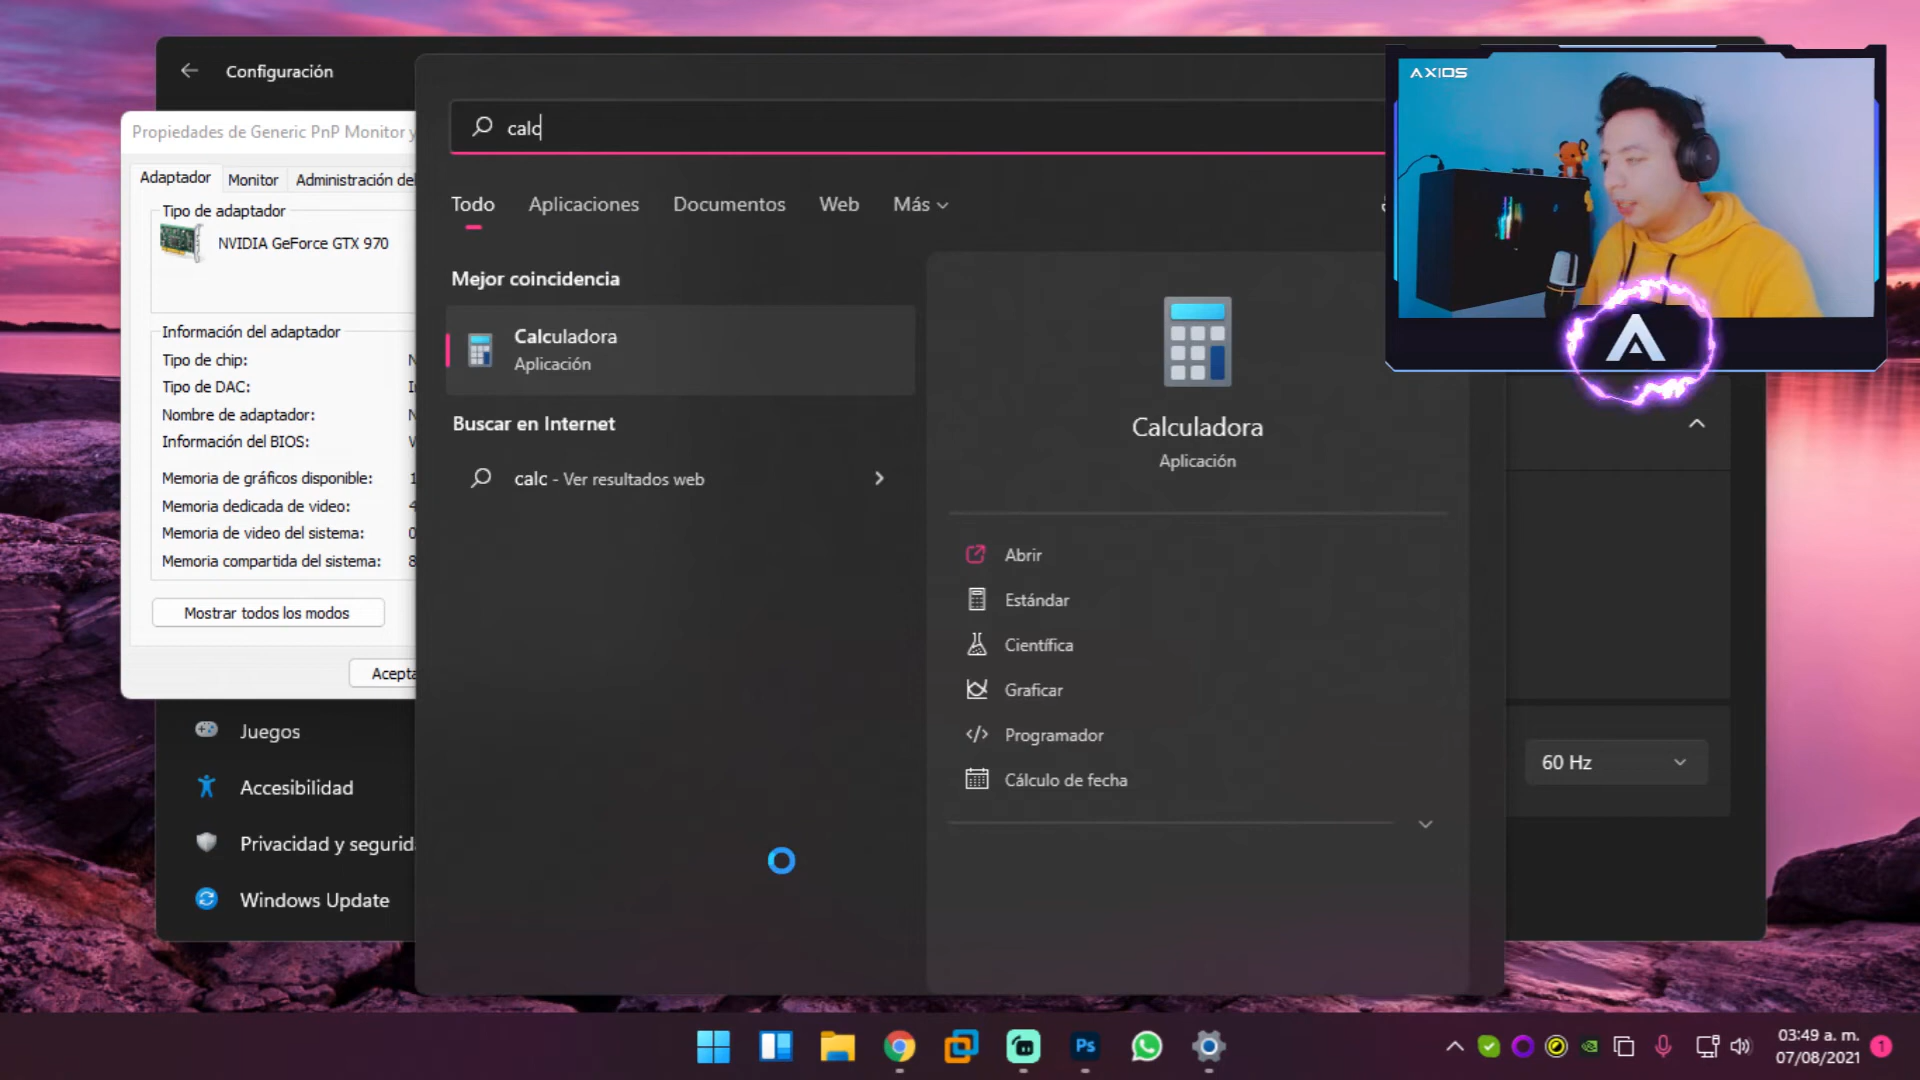 Configuración
Propiedades de Generic PnP Monitor y
Adaptador
Monitor
Administración del
Tipo de adaptador
NVIDIA GeForce GTX 970
Información del adaptador
Tipo de chip:
Tipo de DAC:
Nombre de adaptador:
Información del BIOS:
Memoria de gráficos disponible:
Memoria dedicada de video:
Memoria de video del sistema:
Memoria compartida del sistema:
Mostrar todos los modos
Juegos
Accesibilidad
Windows Update
calc
Todo
Aplicaciones
Documentos
Web
Más
Mejor coincidencia
Calculadora
Aplicación
Buscar en Internet
calc - Ver resultados web
Calculadora
Aplicación
Abrir
Estándar
Científica
Graficar
Programador
Cálculo de fecha
AXIOS
60 Hz
Ps
03:49 a. m.
07/08/2021
1